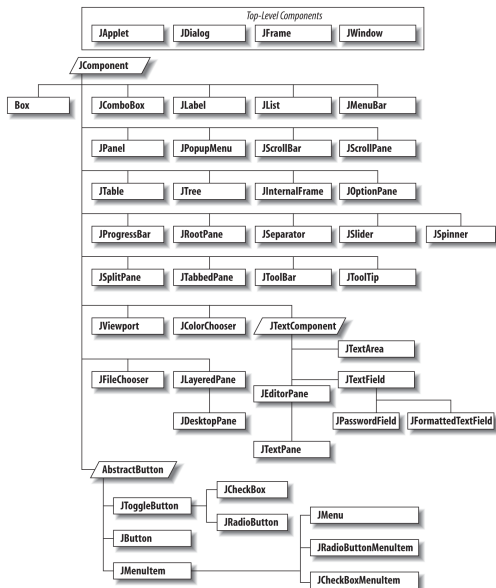 Top-Level Components
JApplet JDialog JFrame JWindow
JComponent
Box JComboBox JLabel JList JMenuBar
JPanel JPopupMenu JScrollBar JScrollPane
JTable JTree JInternalFrame JOptionPane
JProgressBar JRootPane JSeparator JSlider JSpinner
JSplitPane JTabbedPane JToolBar JToolTip
JViewport JColorChooser JTextComponent
JTextArea
JFileChooser JLayeredPane JTextField
JEditorPane
JDesktopPane JPasswordField JFormattedTextField
JTextPane
AbstractButton
JCheckBox
JToggleButton
JRadioButton JMenu
JButton
JRadioButtonMenuItem
JMenuItem
JCheckBoxMenuItem